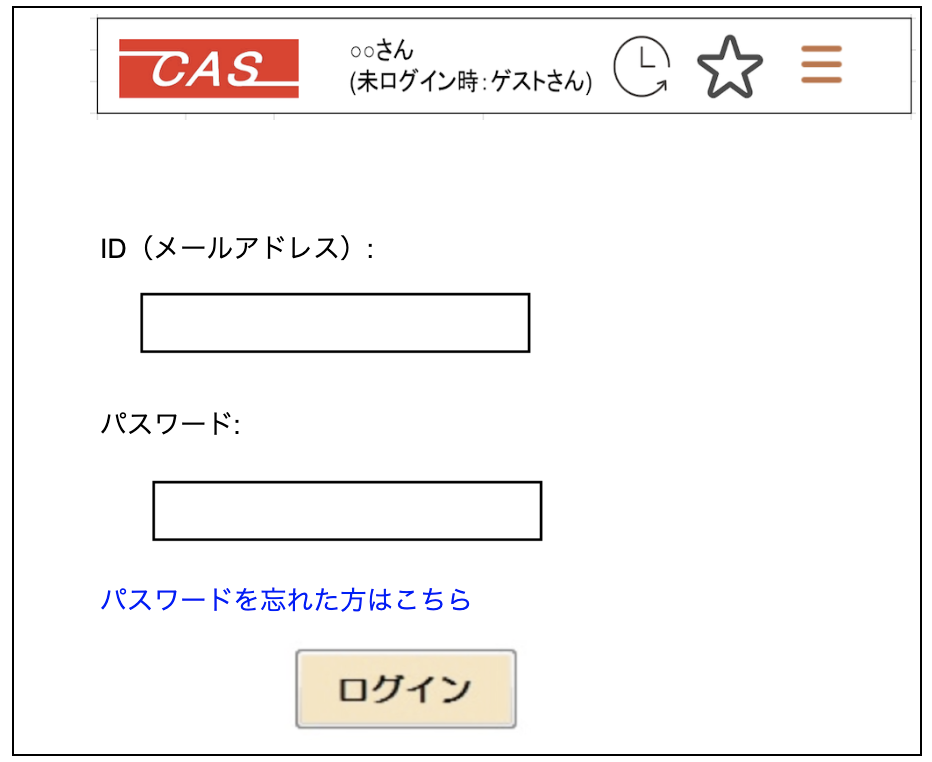 CAS
○○さん
(未ログイン時:ゲストさん)
ID（メールアドレス）:
パスワード:
パスワードを忘れた方はこちら
ログイン